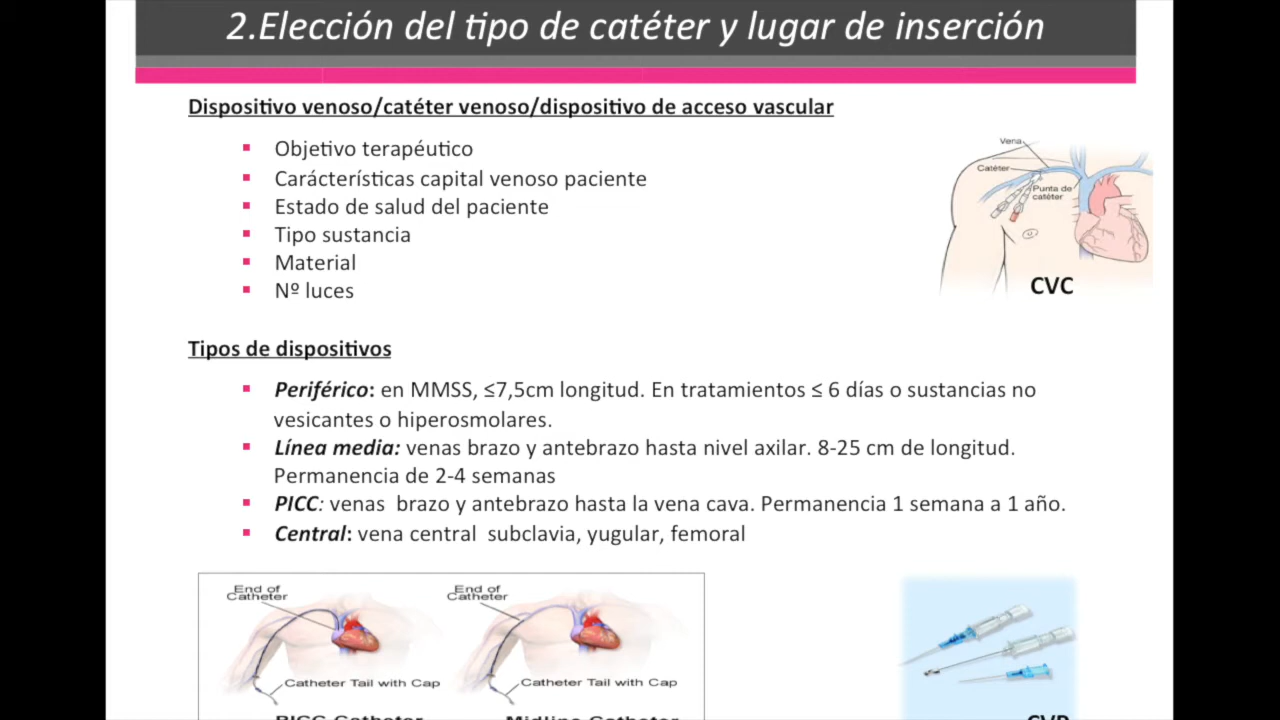 2.Elección del tipo de catéter y lugar de inserción
Dispositivo venoso/catéter venoso/dispositivo de acceso vascular
Objetivo terapéutico
Carácterísticas capital venoso paciente
Estado de salud del paciente
Tipo sustancia
Material
Nº luces
Vena
Catéter
Punta de
catéter
CVC
Tipos de dispositivos
Periférico: en MMSS, ≤7,5cm longitud. En tratamientos ≤ 6 días o sustancias no
vesicantes o hiperosmolares.
Línea media: venas brazo y antebrazo hasta nivel axilar. 8-25 cm de longitud.
Permanencia de 2-4 semanas
PICC: venas brazo y antebrazo hasta la vena cava. Permanencia 1 semana a 1 año.
Central: vena central subclavia, yugular, femoral
End of
Catheter
Catheter Tail with Cap
PICC Catheter
End of
Catheter
Catheter Tail with Cap
Midline Catheter
CVP